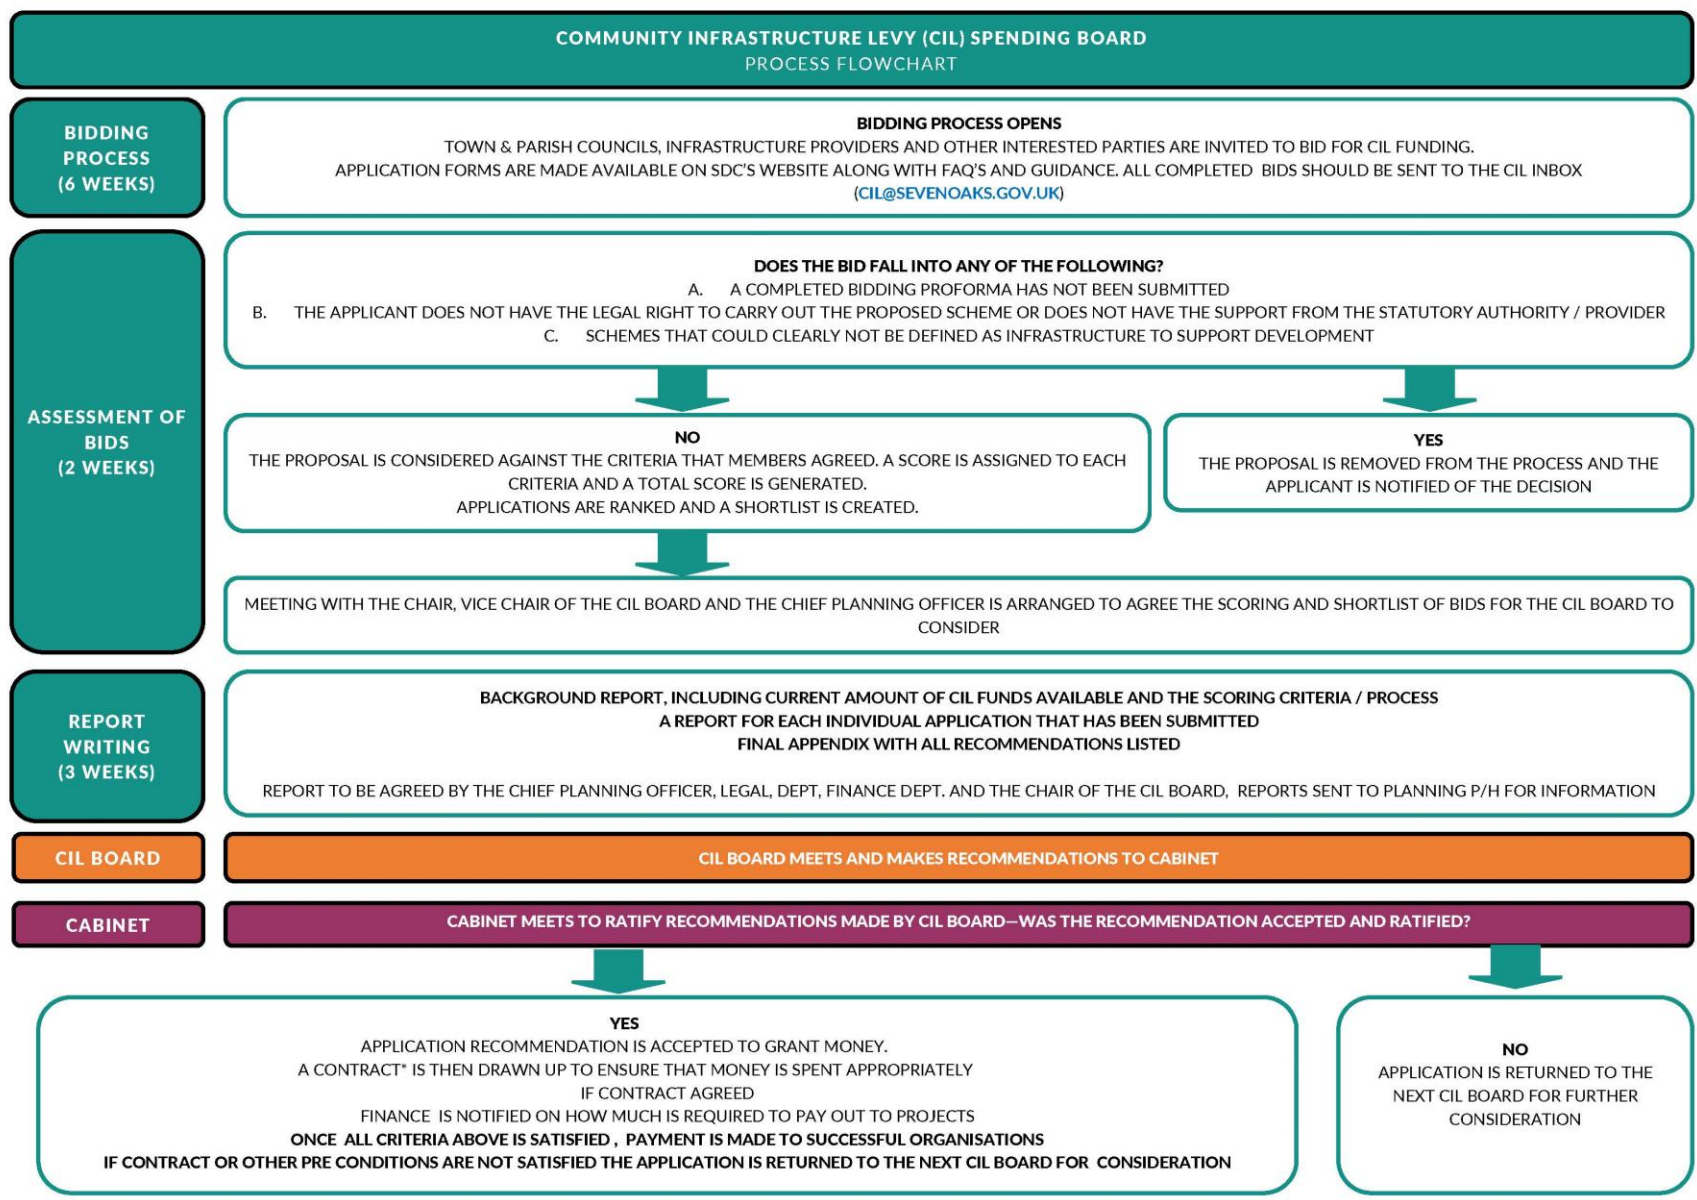 COMMUNITY INFRASTRUCTURE LEVY (CIL) SPENDING BOARD
PROCESS FLOWCHART
BIDDING
PROCESS
(6 WEEKS)
BIDDING PROCESS OPENS
TOWN & PARISH COUNCILS, INFRASTRUCTURE PROVIDERS AND OTHER INTERESTED PARTIES ARE INVITED TO BID FOR CIL FUNDING.
APPLICATION FORMS ARE MADE AVAILABLE ON SDC'S WEBSITE ALONG WITH FAQ'S AND GUIDANCE. ALL COMPLETED BIDS SHOULD BE SENT TO THE CIL INBOX
(CIL@SEVENOAKS.GOV.UK)
ASSESSMENT OF
BIDS
(2 WEEKS)
DOES THE BID FALL INTO ANY OF THE FOLLOWING?
A. A COMPLETED BIDDING PROFORMA HAS NOT BEEN SUBMITTED
B. THE APPLICANT DOES NOT HAVE THE LEGAL RIGHT TO CARRY OUT THE PROPOSED SCHEME OR DOES NOT HAVE THE SUPPORT FROM THE STATUTORY AUTHORITY / PROVIDER
C. SCHEMES THAT COULD CLEARLY NOT BE DEFINED AS INFRASTRUCTURE TO SUPPORT DEVELOPMENT
NO
THE PROPOSAL IS CONSIDERED AGAINST THE CRITERIA THAT MEMBERS AGREED. A SCORE IS ASSIGNED TO EACH
CRITERIA AND A TOTAL SCORE IS GENERATED.
APPLICATIONS ARE RANKED AND A SHORTLIST IS CREATED.
YES
THE PROPOSAL IS REMOVED FROM THE PROCESS AND THE
APPLICANT IS NOTIFIED OF THE DECISION
MEETING WITH THE CHAIR, VICE CHAIR OF THE CIL BOARD AND THE CHIEF PLANNING OFFICER IS ARRANGED TO AGREE THE SCORING AND SHORTLIST OF BIDS FOR THE CIL BOARD TO
CONSIDER
REPORT
WRITING
(3 WEEKS)
BACKGROUND REPORT, INCLUDING CURRENT AMOUNT OF CIL FUNDS AVAILABLE AND THE SCORING CRITERIA / PROCESS
A REPORT FOR EACH INDIVIDUAL APPLICATION THAT HAS BEEN SUBMITTED
FINAL APPENDIX WITH ALL RECOMMENDATIONS LISTED
REPORT TO BE AGREED BY THE CHIEF PLANNING OFFICER, LEGAL, DEPT, FINANCE DEPT. AND THE CHAIR OF THE CIL BOARD, REPORTS SENT TO PLANNING P/H FOR INFORMATION
CIL BOARD
CIL BOARD MEETS AND MAKES RECOMMENDATIONS TO CABINET
CABINET
CABINET MEETS TO RATIFY RECOMMENDATIONS MADE BY CIL BOARD—WAS THE RECOMMENDATION ACCEPTED AND RATIFIED?
YES
APPLICATION RECOMMENDATION IS ACCEPTED TO GRANT MONEY.
A CONTRACT* IS THEN DRAWN UP TO ENSURE THAT MONEY IS SPENT APPROPRIATELY
IF CONTRACT AGREED
FINANCE IS NOTIFIED ON HOW MUCH IS REQUIRED TO PAY OUT TO PROJECTS
ONCE ALL CRITERIA ABOVE IS SATISFIED , PAYMENT IS MADE TO SUCCESSFUL ORGANISATIONS
IF CONTRACT OR OTHER PRE CONDITIONS ARE NOT SATISFIED THE APPLICATION IS RETURNED TO THE NEXT CIL BOARD FOR CONSIDERATION
NO
APPLICATION IS RETURNED TO THE
NEXT CIL BOARD FOR FURTHER
CONSIDERATION